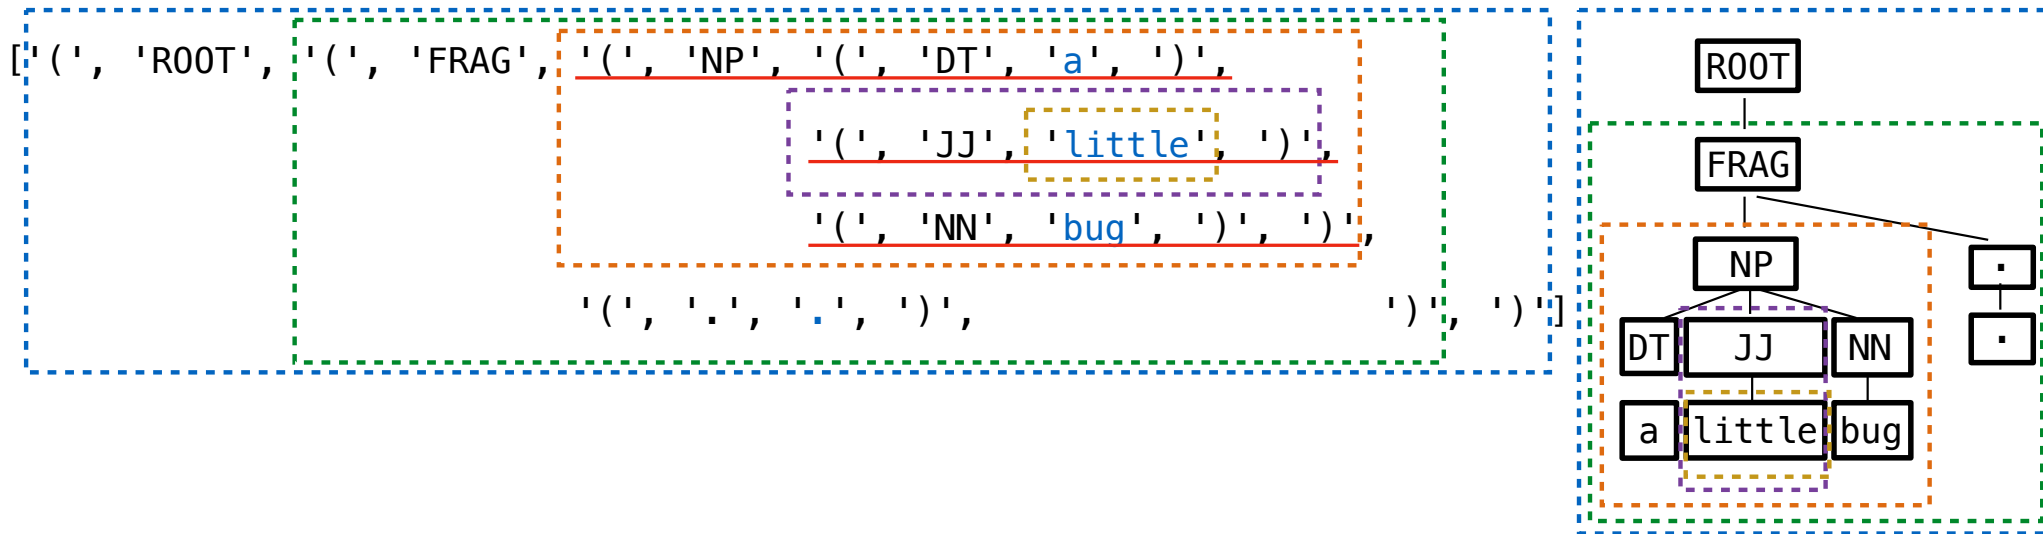 ['(', 'ROOT', '(', 'FRAG', '(', 'NP', '(', 'DT', 'a', ')',
'(', 'JJ', 'little', ')',
'(', 'NN', 'bug', ')', ')',
'(', '.', '.', ')', ')', ')']
ROOT
FRAG
NP .
DT JJ NN .
a little bug